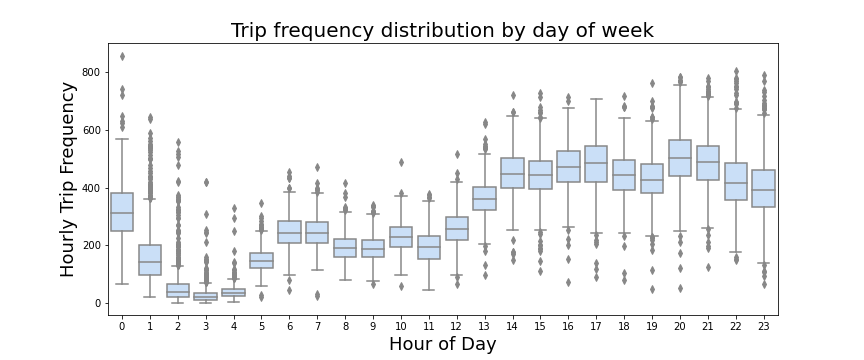 Trip frequency distribution by day of week
Hourly Trip Frequency
800
600
400
200
0
0 1 2 3 4 5 6 7 8 9 10 11 12 13 14 15 16 17 18 19 20 21 22 23
Hour of Day